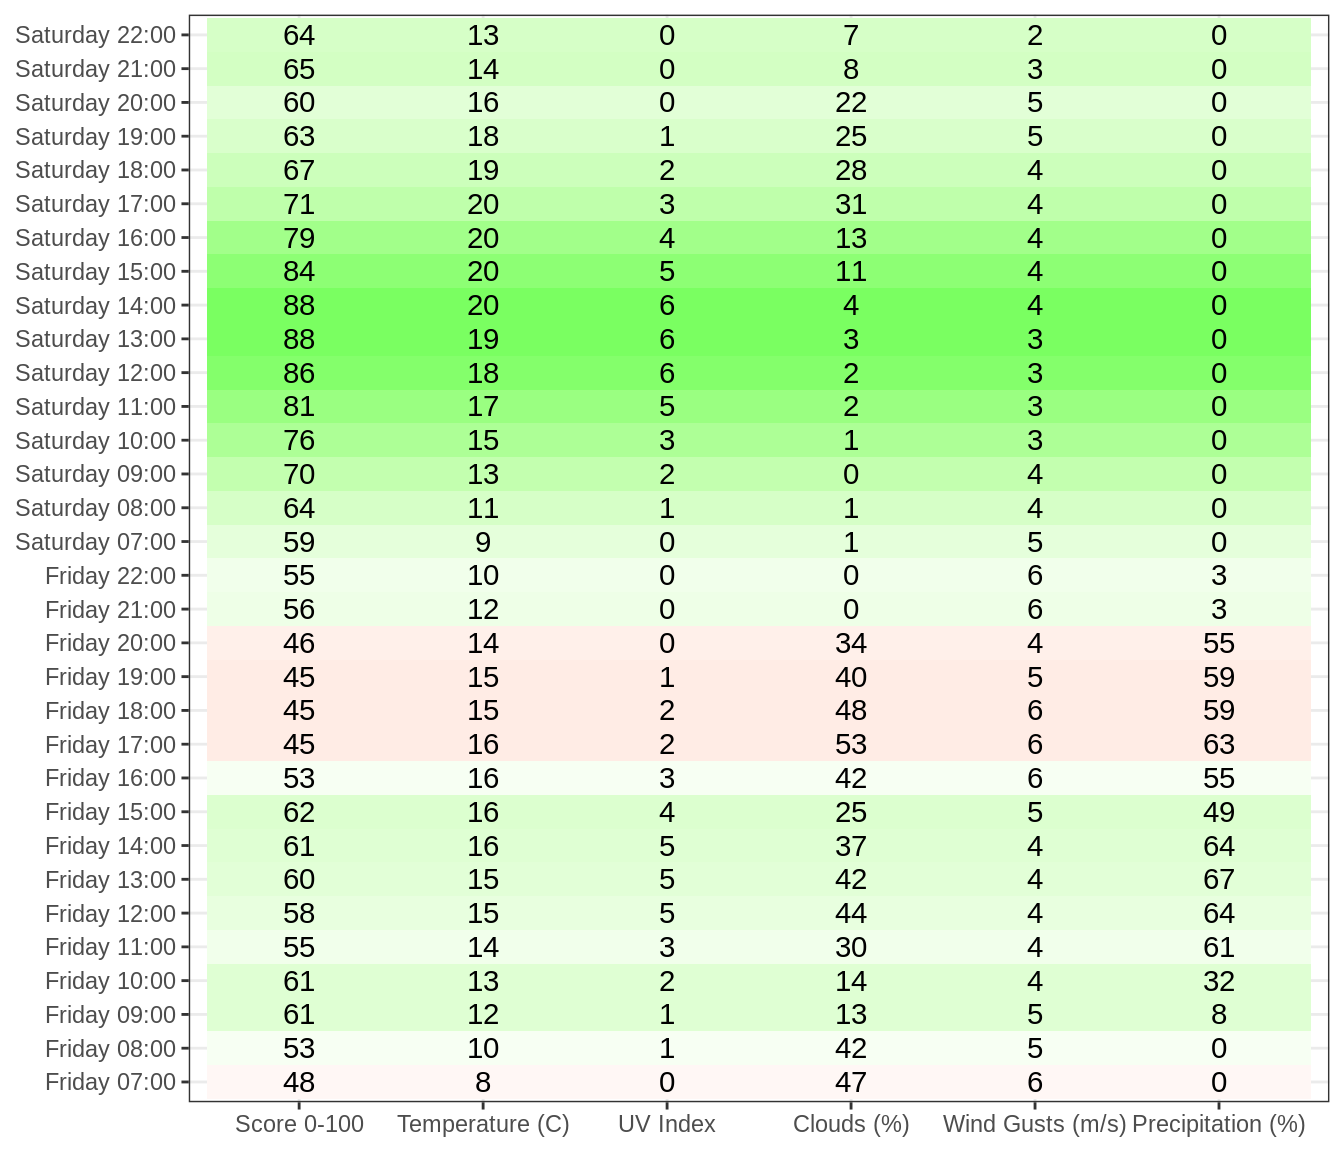 Saturday 22:00 64 13 0 7 2 0
Saturday 21:00 65 14 0 8 3 0
Saturday 20:00 60 16 0 22 5 0
Saturday 19:00 63 18 1 25 5 0
Saturday 18:00 67 19 2 28 4 0
Saturday 17:00 71 20 3 31 4 0
Saturday 16:00 79 20 4 13 4 0
Saturday 15:00 84 20 5 11 4 0
Saturday 14:00 88 20 6 4 4 0
Saturday 13:00 88 19 6 3 3 0
Saturday 12:00 86 18 6 2 3 0
Saturday 11:00 81 17 5 2 3 0
Saturday 10:00 76 15 3 1 3 0
Saturday 09:00 70 13 2 0 4 0
Saturday 08:00 64 11 1 1 4 0
Saturday 07:00 59 9 0 1 5 0
Friday 22:00 55 10 0 0 6 3
Friday 21:00 56 12 0 0 6 3
Friday 20:00 46 14 0 34 4 55
Friday 19:00 45 15 1 40 5 59
Friday 18:00 45 15 2 48 6 59
Friday 17:00 45 16 2 53 6 63
Friday 16:00 53 16 3 42 6 55
Friday 15:00 62 16 4 25 5 49
Friday 14:00 61 16 5 37 4 64
Friday 13:00 60 15 5 42 4 67
Friday 12:00 58 15 5 44 4 64
Friday 11:00 55 14 3 30 4 61
Friday 10:00 61 13 2 14 4 32
Friday 09:00 61 12 1 13 5 8
Friday 08:00 53 10 1 42 5 0
Friday 07:00 48 8 0 47 6 0
Score 0-100 Temperature (C) UV Index Clouds (%) Wind Gusts (m/s) Precipitation (%)